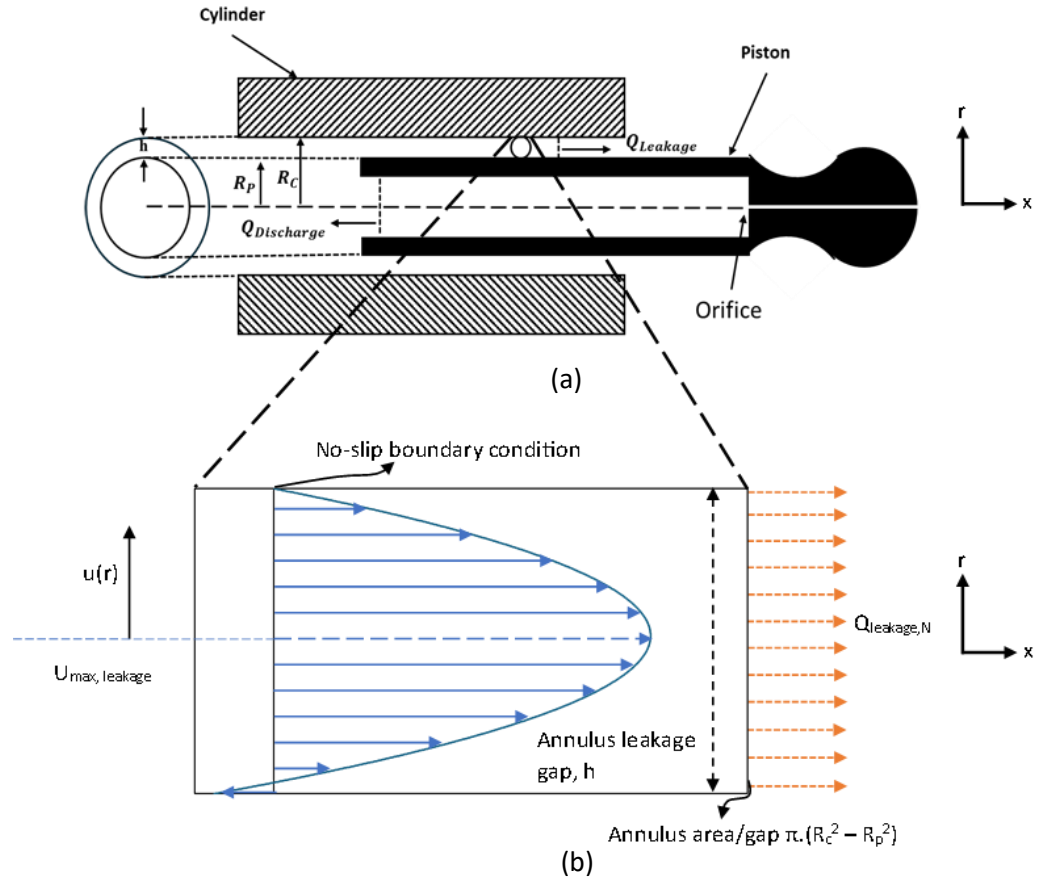 Cylinder
Piston
r
h
Q_Leakage
R_P
R_C
x
Q_Discharge
Orifice
(a)
No-slip boundary condition
u(r)
r
Q_leakage,N
x
U_max, leakage
Annulus leakage
gap, h
Annulus area/gap π.(R_c^2 – R_p^2)
(b)